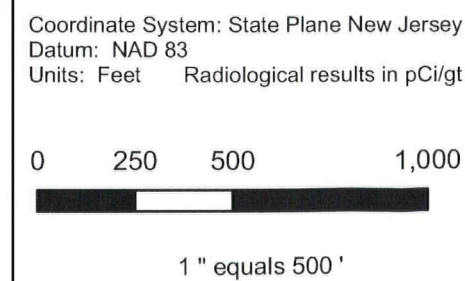 Coordinate System: State Plane New Jersey
Datum: NAD 83
Units: Feet Radiological results in pCi/gt
0 250 500 1,000
1 " equals 500 '